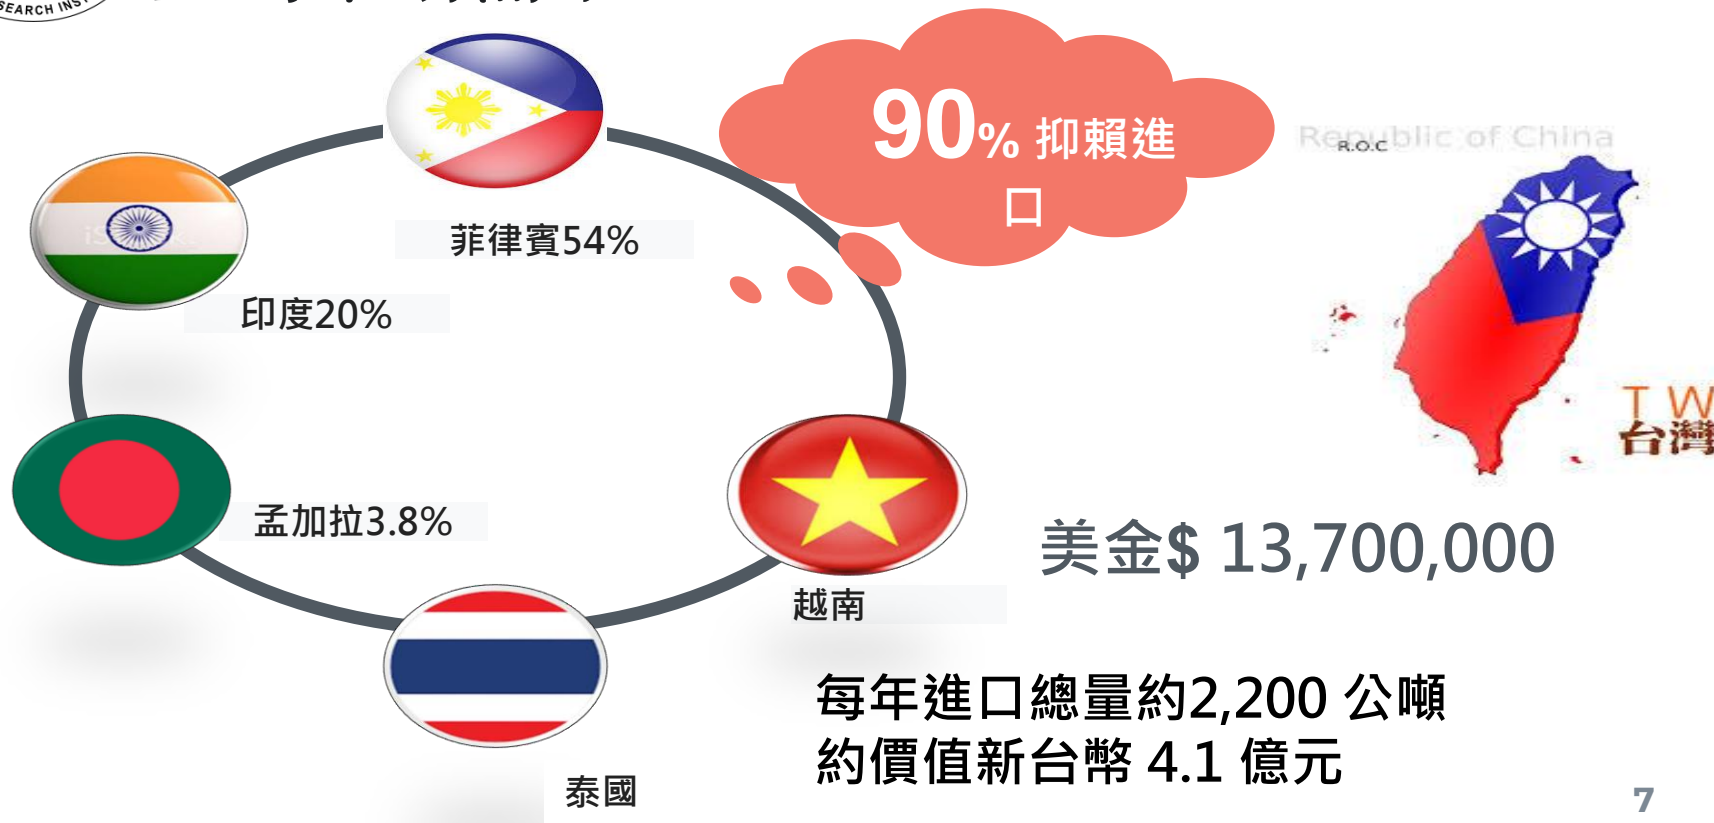 SEARCH INS
90% 抑賴進
口
Republic of China
R.O.C
菲律賓54%
印度20%
T W
台灣
孟加拉3.8%
美金$ 13,700,000
越南
每年進口總量約2,200 公噸
約價值新台幣 4.1 億元
泰國
7